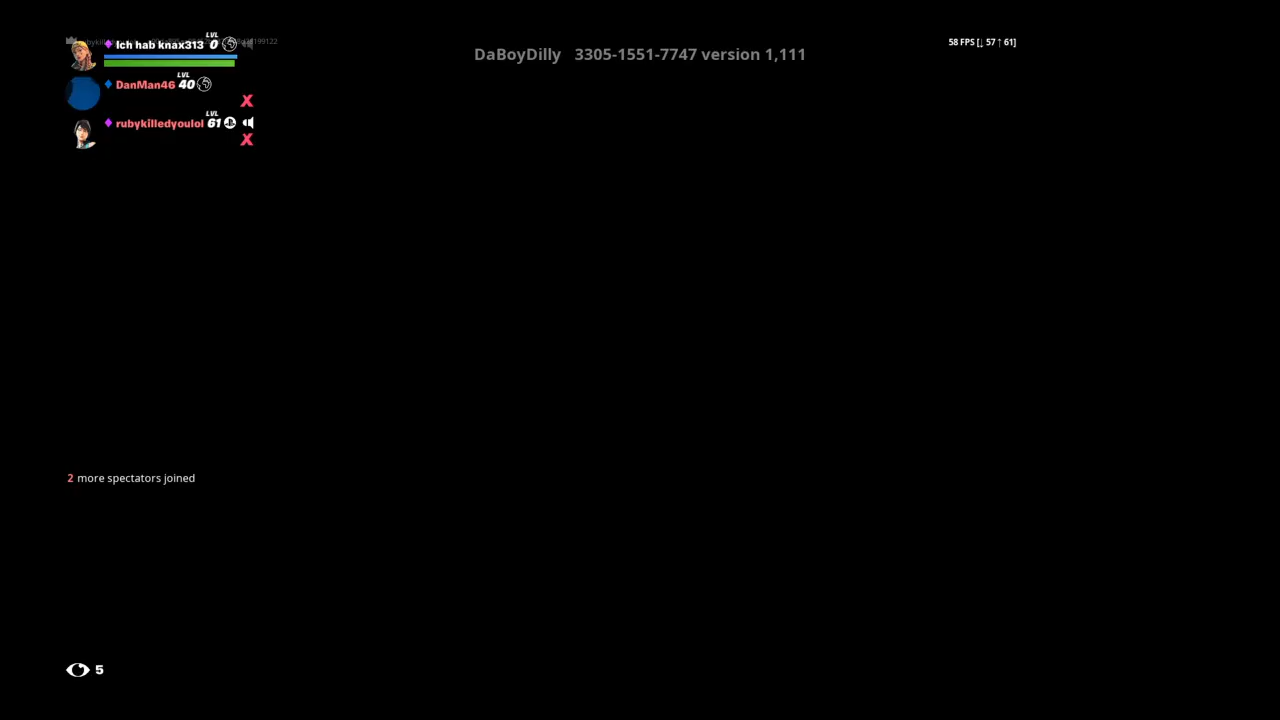 LVL
Ich hab knax313 0
DaBoyDilly 3305-1551-7747 version 1,111
58 FPS [↓ 57 ↑ 61]
LVL
DanMan46 40
X
LVL
rubykilledyoulol 61
X
2 more spectators joined
5